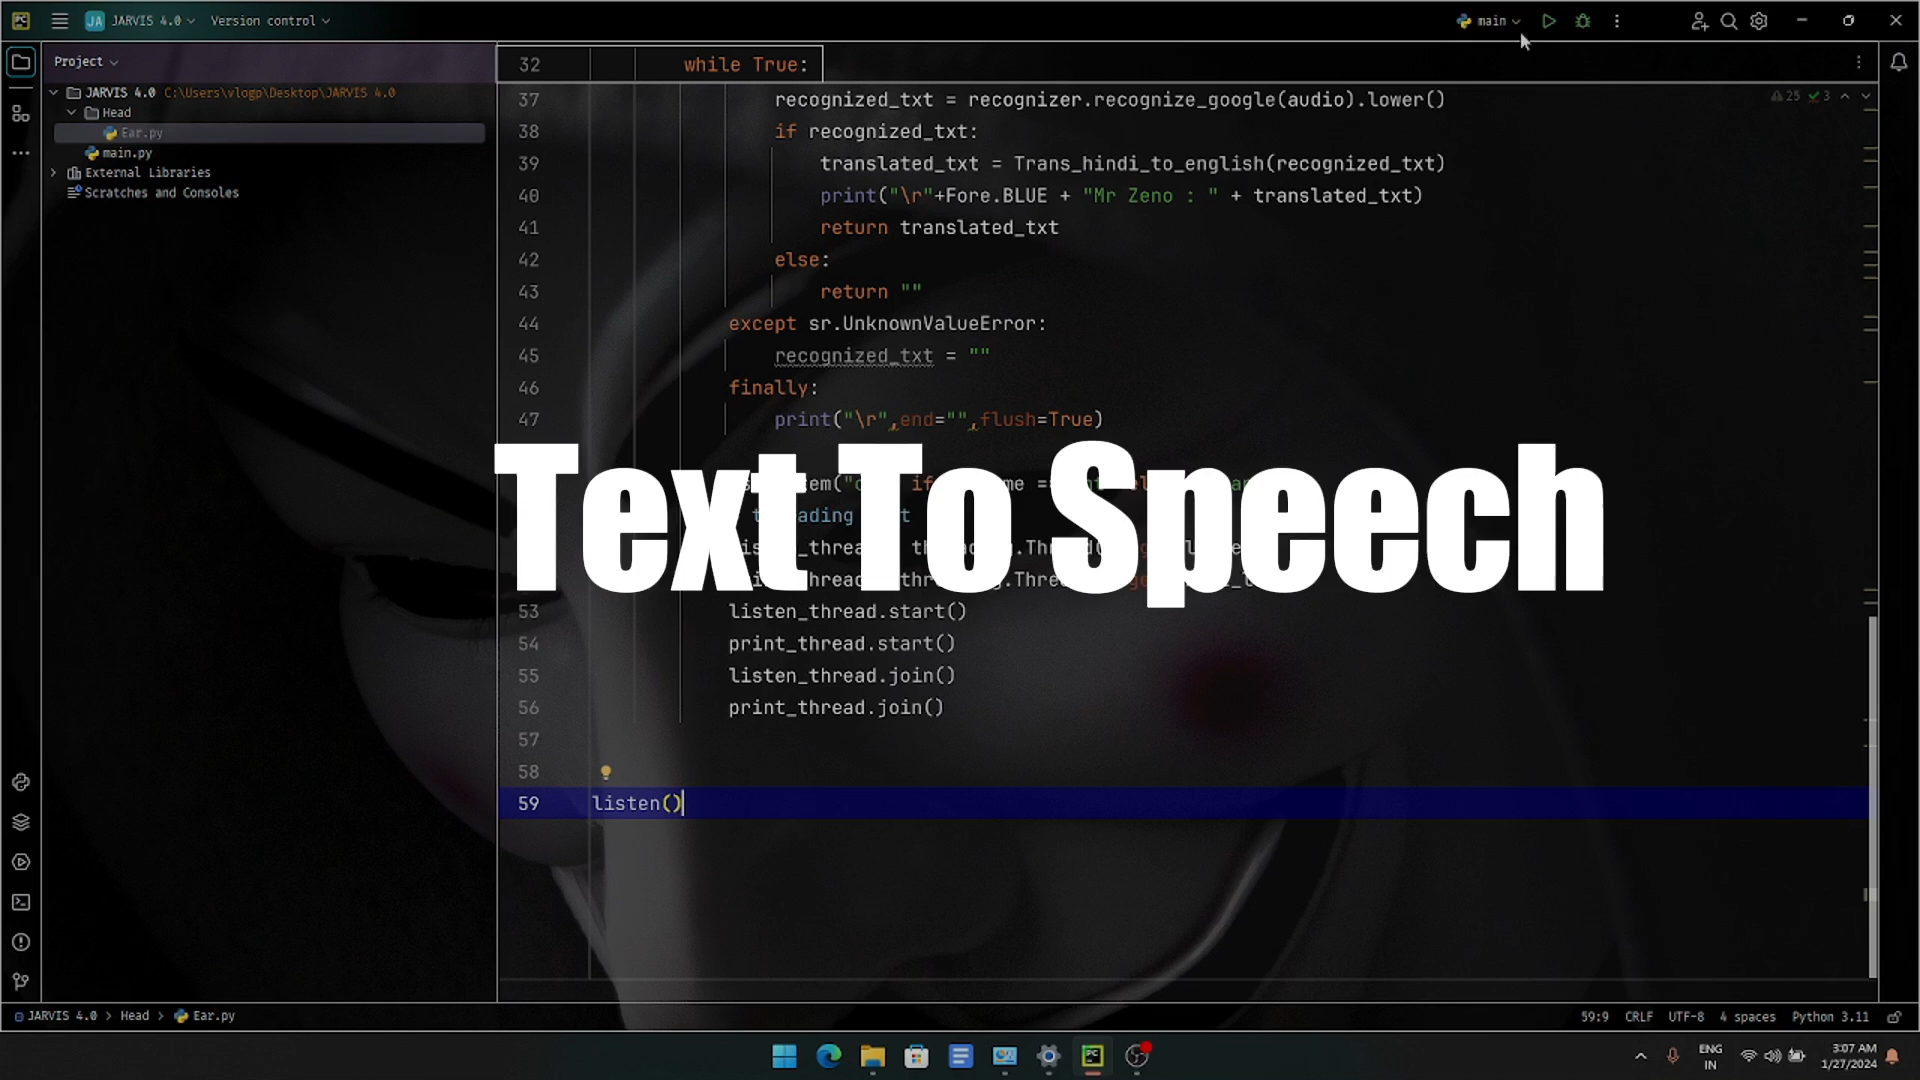 JA JARVIS 4.0 Version control main
Project
JARVIS 4.0 C:\Users\vlogp\Desktop\JARVIS 4.0
Head
Ear.py
main.py
External Libraries
Scratches and Consoles
32 while True:
25 3
37 recognized_txt = recognizer.recognize_google(audio).lower()
38 if recognized_txt:
39 translated_txt = Trans_hindi_to_english(recognized_txt)
40 print("\r"+Fore.BLUE + "Mr Zeno : " + translated_txt)
41 return translated_txt
42 else:
43 return ""
44 except sr.UnknownValueError:
45 recognized_txt = ""
46 finally:
47 print("\r",end="",flush=True)
Text To Speech
53 listen_thread.start()
54 print_thread.start()
55 listen_thread.join()
56 print_thread.join()
57
58
59 listen()
JARVIS 4.0 > Head > Ear.py
59:9 CRLF UTF-8 4 spaces Python 3.11
ENG
IN
3:07 AM
1/27/2024